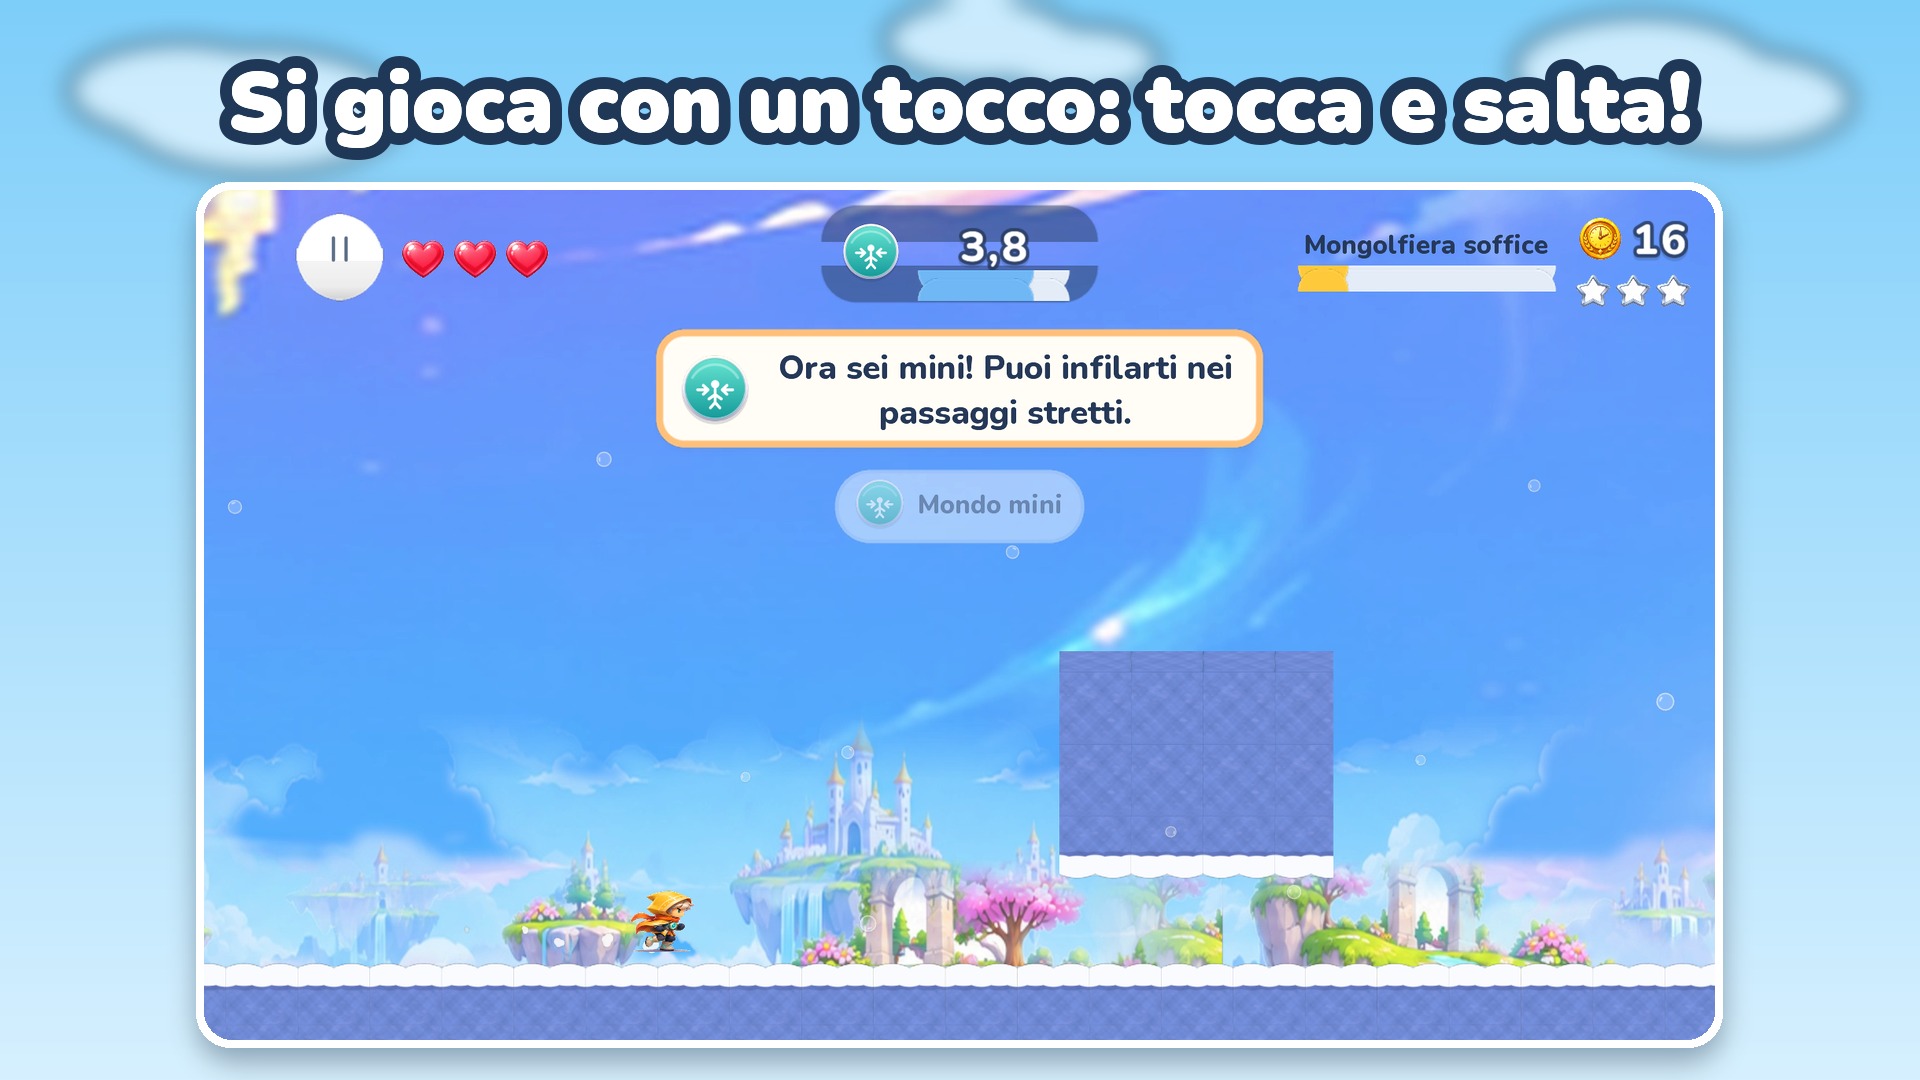 Si gioca con un tocco: tocca e salta!
3,8
Mongolfiera soffice
16
Ora sei mini! Puoi infilarti nei
passaggi stretti.
Mondo mini